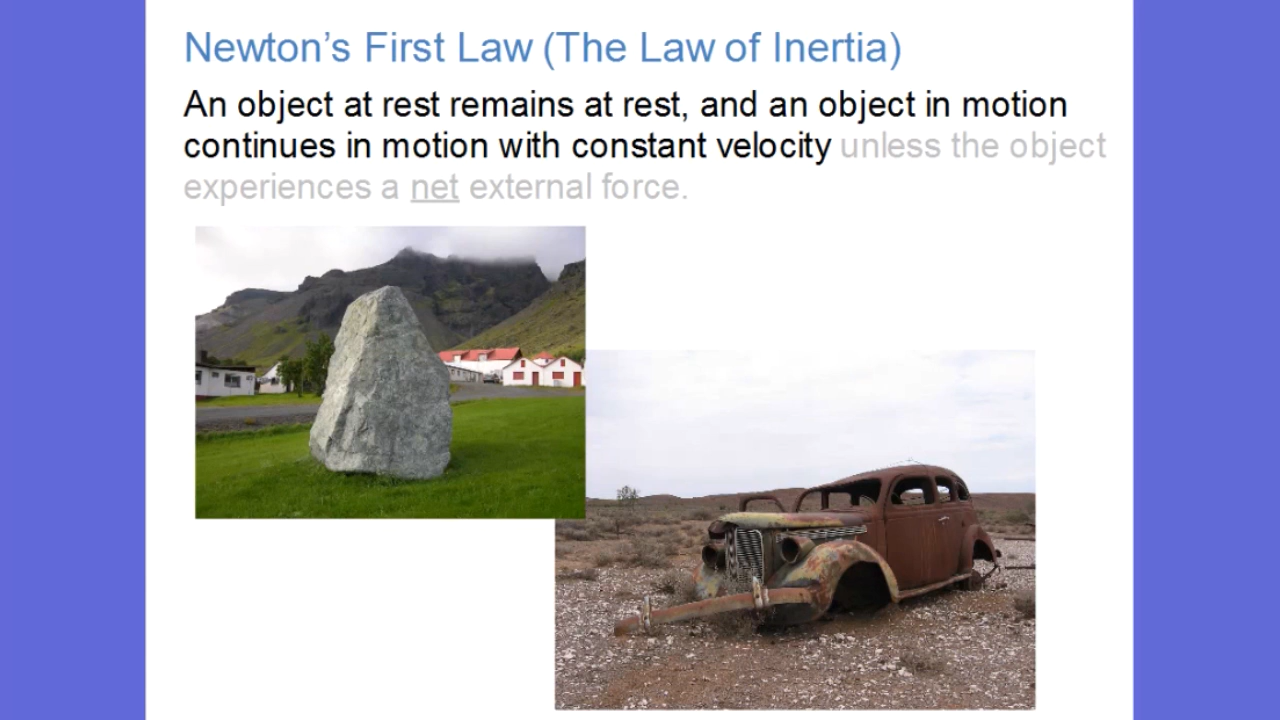 Newton’s First Law (The Law of Inertia)
An object at rest remains at rest, and an object in motion
continues in motion with constant velocity unless the object
experiences a net external force.